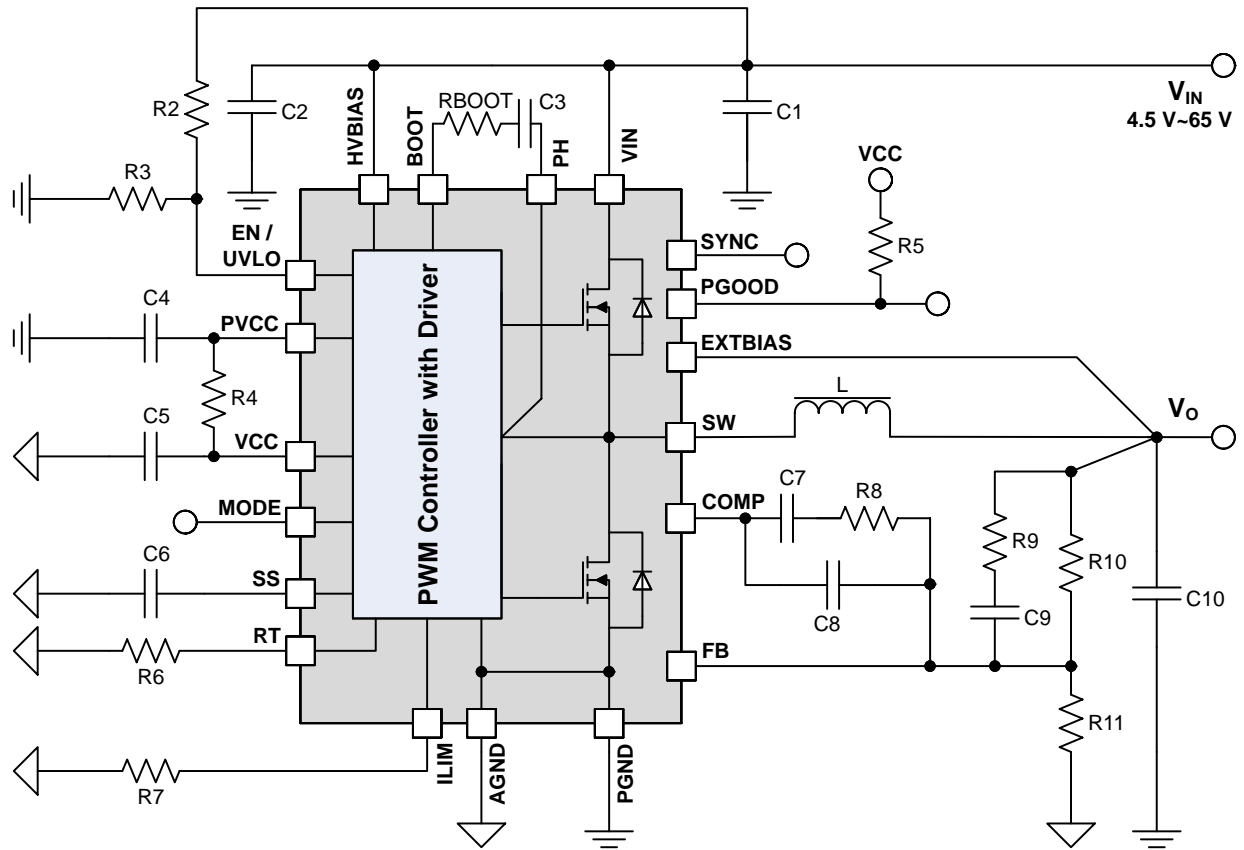 R2
C2
HVBIAS
BOOT
RBOOT
C3
PH
VIN
C1
VIN
4.5 V~65 V
R3
EN /
UVLO
VCC
R5
SYNC
PGOOD
EXTBIAS
C4
PVCC
R4
C5
VCC
PWM Controller with Driver
SW
L
VO
MODE
COMP
C7
R8
C8
C6
SS
RT
R6
R9
R10
C9
C10
FB
R11
R7
ILIM
AGND
PGND